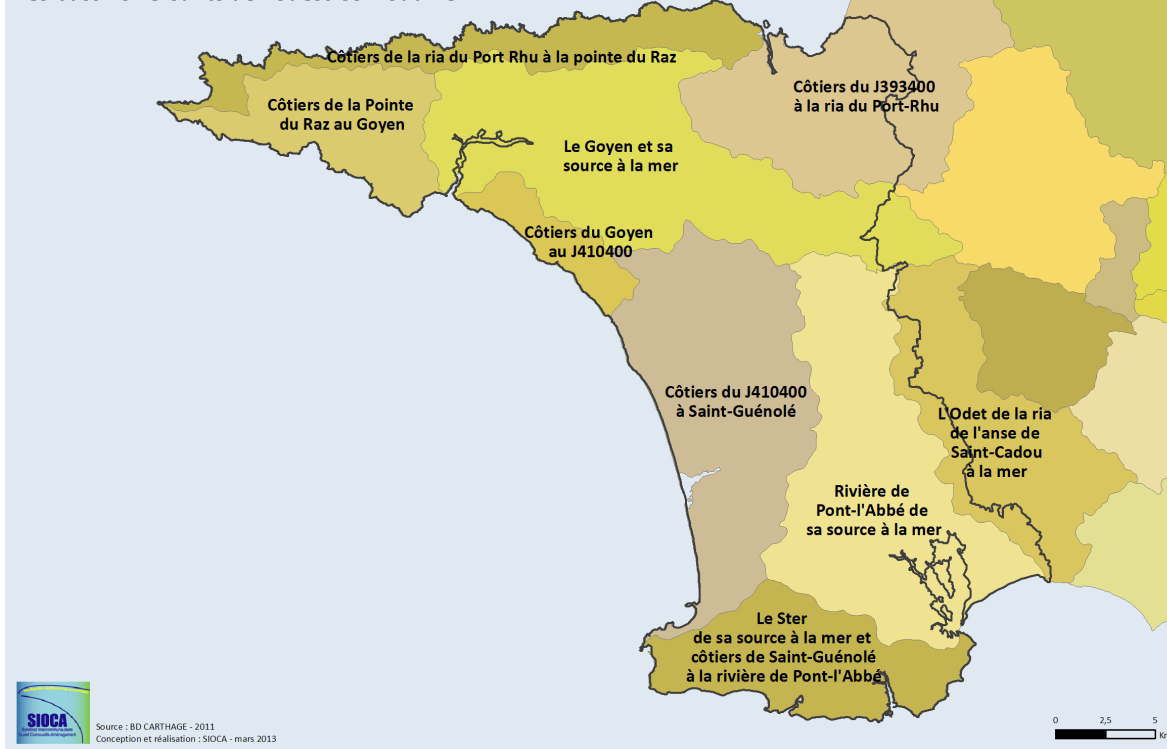 Côtiers de la ria du Port Rhu à la pointe du Raz
Côtiers de la Pointe
du Raz au Goyen
Côtiers du J393400
à la ria du Port-Rhu
Le Goyen et sa
source à la mer
Côtiers du Goyen
au J410400
Côtiers du J410400
à Saint-Guénolé
L'Odet de la ria
de l'anse de
Saint-Cadou
à la mer
Rivière de
Pont-l'Abbé de
sa source à la mer
Le Ster
de sa source à la mer et
côtiers de Saint-Guénolé
à la rivière de Pont-l'Abbé
SIOCA
Source : BD CARTHAGE - 2011
Conception et réalisation : SIOCA - mars 2013
0 2,5 5